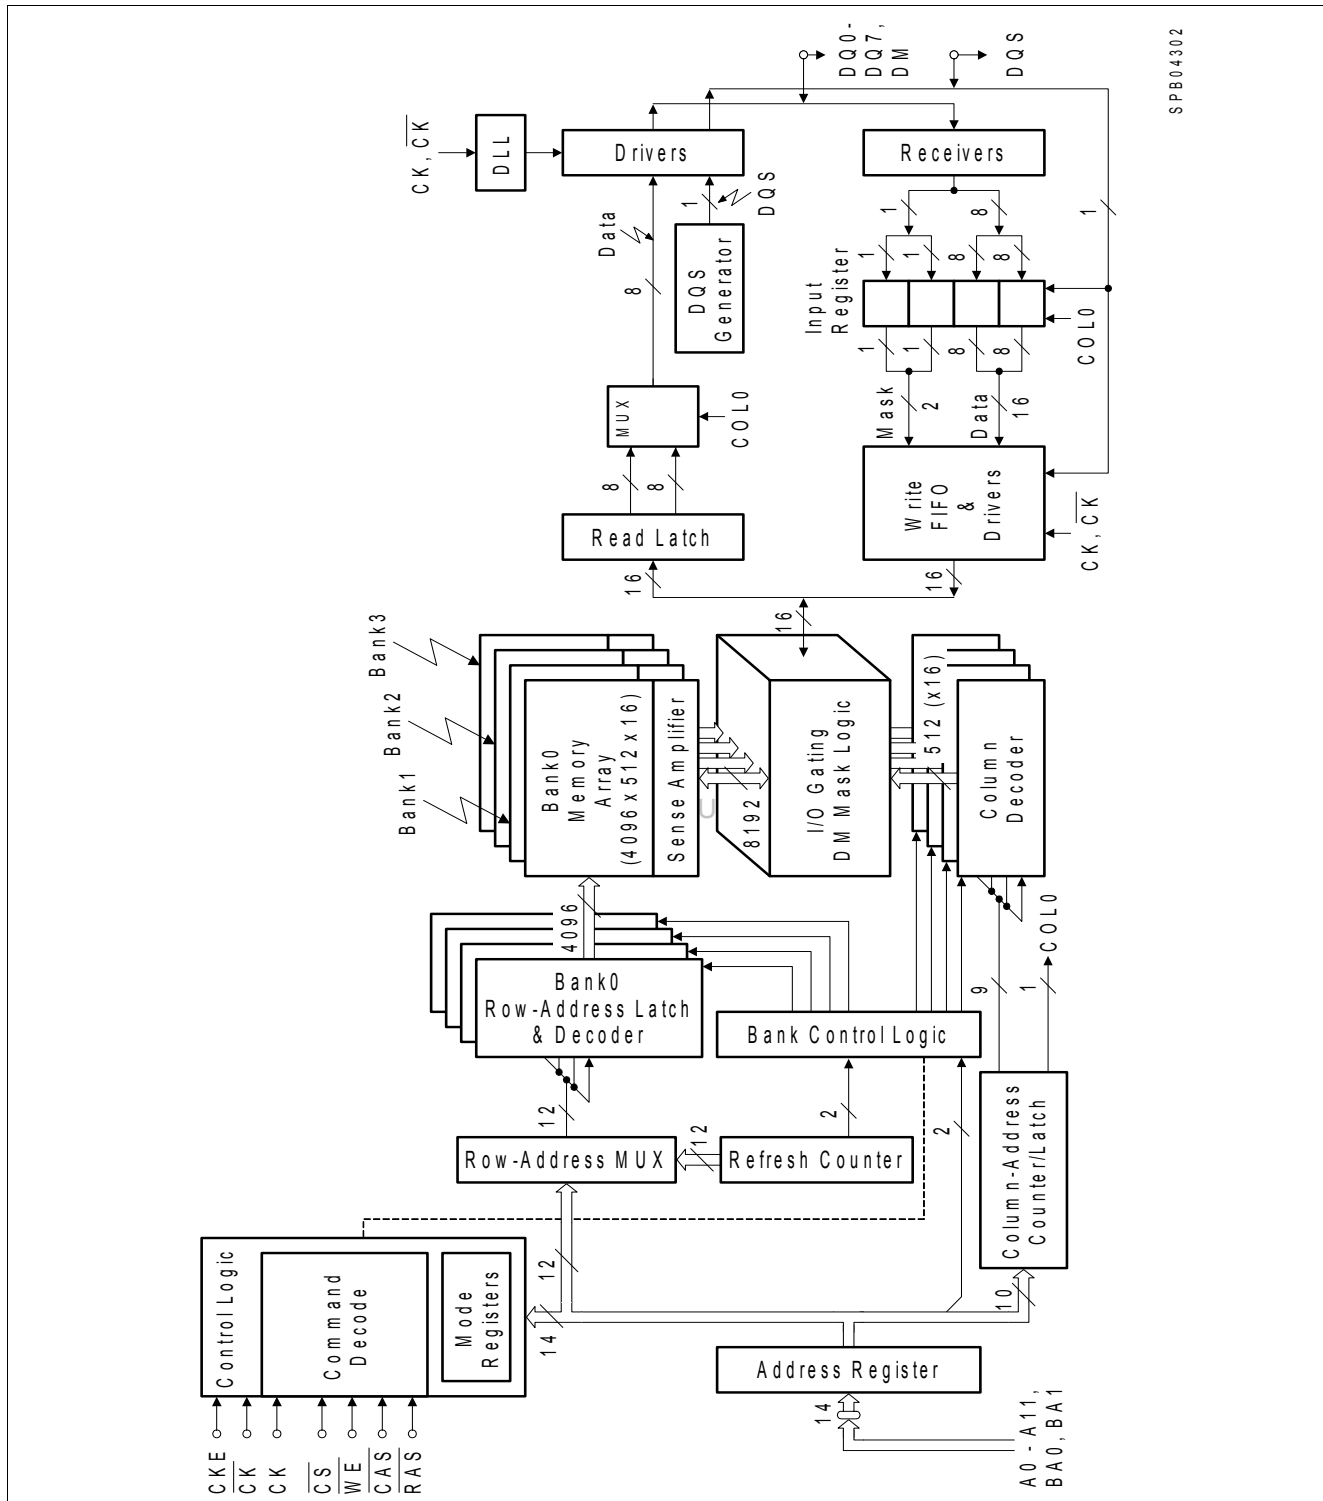 SPB04302
DQ0-
DQ7,
DM
DQS
CK, CK
DLL
Drivers
Receivers
1
DQS
Data
8
DQS
Generator
1
8
1
1
1
8
8
Input
Register
COL0
1
1
8
8
Mask
2
Data
16
MUX
COL0
8
8
Read Latch
Write
FIFO
&
Drivers
CK, CK
16
16
16
Bank3
Bank2
Bank1
Bank0
Memory
Array
(4096x512x16)
Sense Amplifier
8192
I/O Gating
DM Mask Logic
512 (x16)
Column
Decoder
U
4096
Bank0
Row-Address Latch
& Decoder
Bank Control Logic
9
1
COL0
12
2
2
Row-Address MUX
12
Refresh Counter
Column-Address
Counter/Latch
Control Logic
Command
Decode
Mode
Registers
12
14
10
Address Register
14
CKE
CK
CK
CS
WE
CAS
RAS
A0 - A11,
BA0, BA1